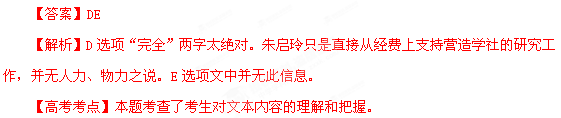 【答案】DE
【解析】D 选项“完全”两字太绝对。朱启玲只是直接从经费上支持营造学社的研究工
作，并无人力、物力之说。E 选项文中并无此信息。
【高考考点】本题考查了考生对文本内容的理解和把握。